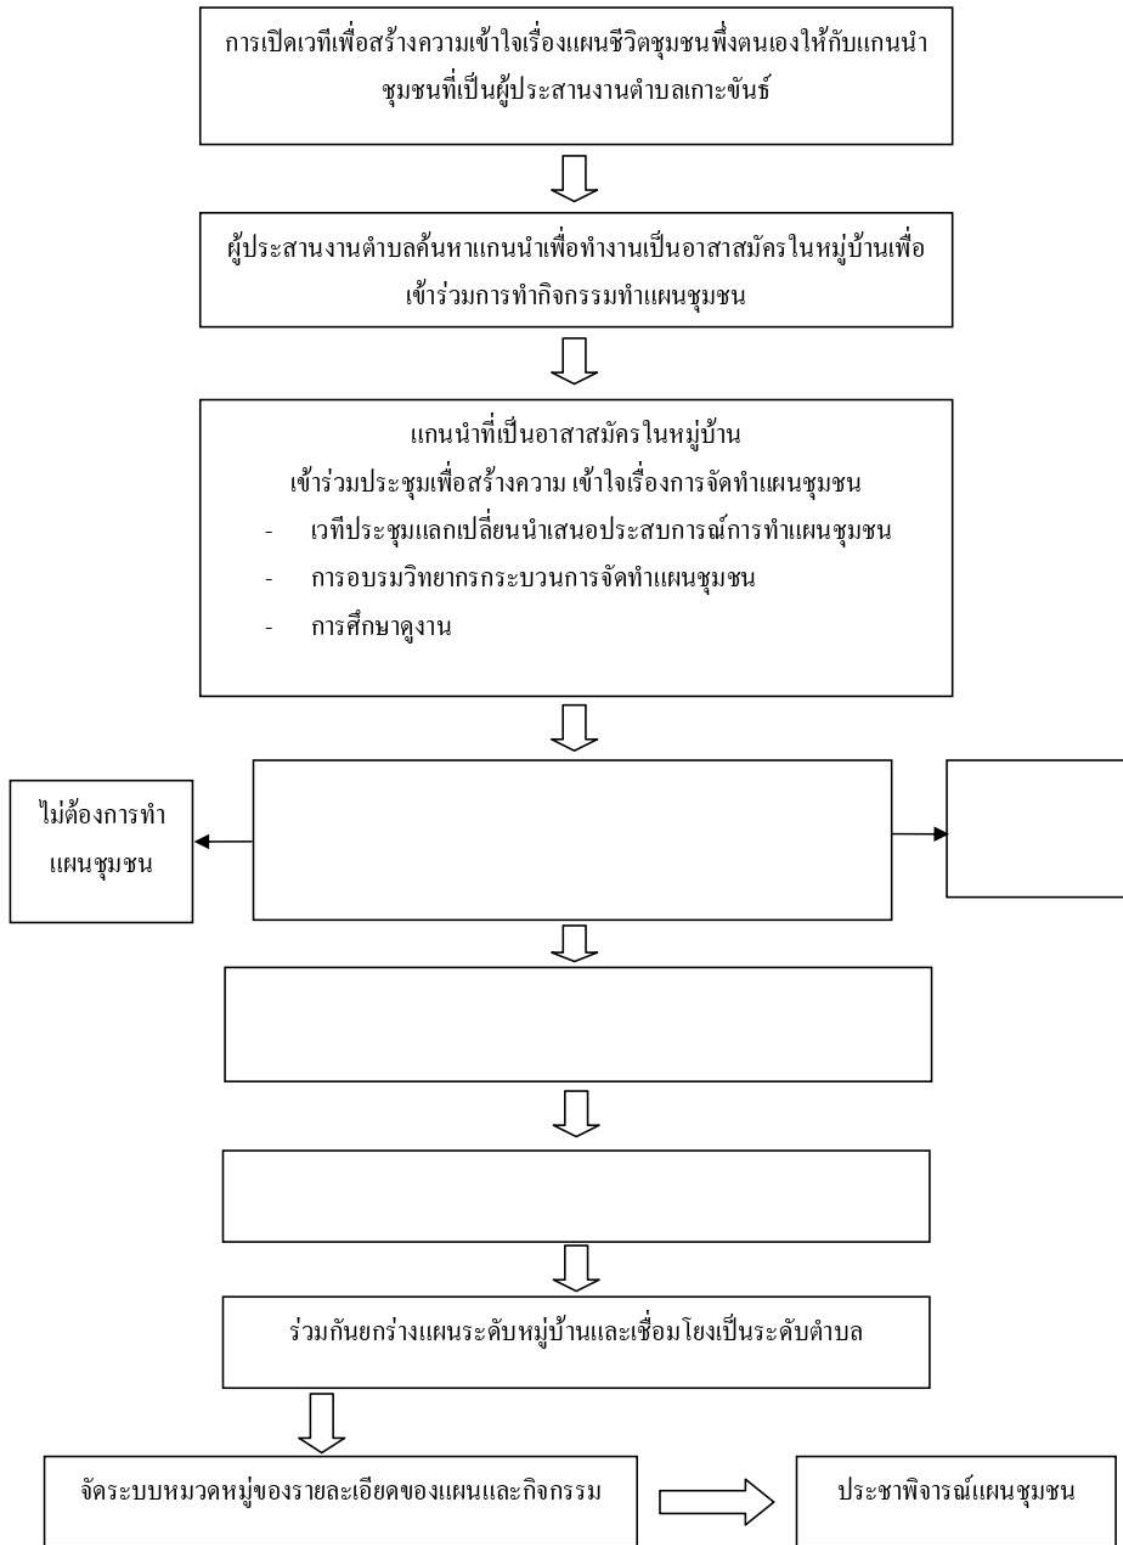 การเปิดเวทีเพื่อสร้างความเข้าใจเรื่องแผนชีวิตชุมชนพึ่งตนเองให้กับแกนนำ
ชุมชนที่เป็นผู้ประสานงานตำบลเกาะขันธ์
ผู้ประสานงานตำบลค้นหาแกนนำเพื่อทำงานเป็นอาสาสมัครในหมู่บ้านเพื่อ
เข้าร่วมการทำกิจกรรมทำแผนชุมชน
แกนนำที่เป็นอาสาสมัครในหมู่บ้าน
เข้าร่วมประชุมเพื่อสร้างความ เข้าใจเรื่องการจัดทำแผนชุมชน
- เวทีประชุมแลกเปลี่ยนนำเสนอประสบการณ์การทำแผนชุมชน
- การอบรมวิทยากรกระบวนการจัดทำแผนชุมชน
- การศึกษาดูงาน
ไม่ต้องการทำ
แผนชุมชน
ร่วมกันยกร่างแผนระดับหมู่บ้านและเชื่อมโยงเป็นระดับตำบล
จัดระบบหมวดหมู่ของรายละเอียดของแผนและกิจกรรม
ประชาพิจารณ์แผนชุมชน